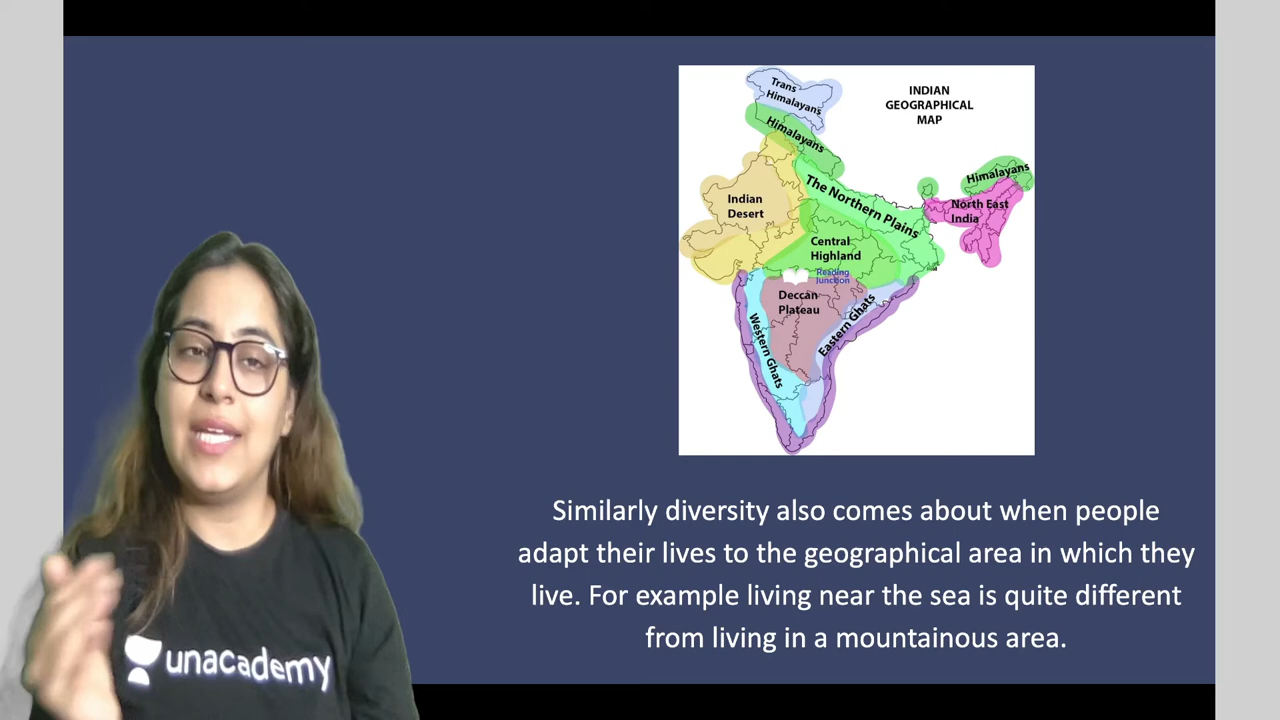 INDIAN
GEOGRAPHICAL
MAP
Trans
Himalayans
Himalayans
Himalayans
The Northern Plains
North East
India
Indian
Desert
Central
Highland
Reading
Junction
Deccan
Plateau
Western Ghats
Eastern Ghats
Similarly diversity also comes about when people
adapt their lives to the geographical area in which they
live. For example living near the sea is quite different
from living in a mountainous area.
unacademy